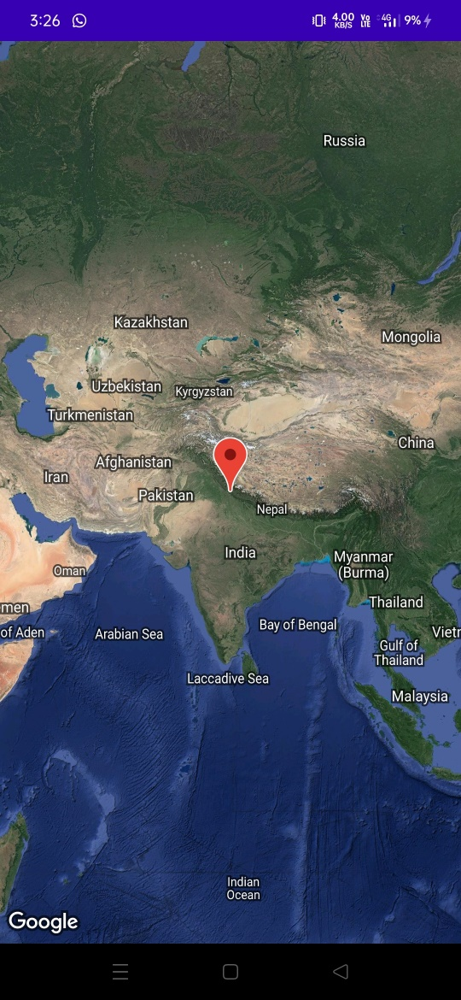 3:26
4.00
KB/S
Vo
LTE
4G
9%
Russia
Kazakhstan
Mongolia
Uzbekistan
Kyrgyzstan
Turkmenistan
China
Afghanistan
Iran
Pakistan
Nepal
India
Myanmar
(Burma)
Oman
Thailand
men
Bay of Bengal
of Aden
Arabian Sea
Vietr
Gulf of
Thailand
Laccadive Sea
Malaysia
Indian
Ocean
Google